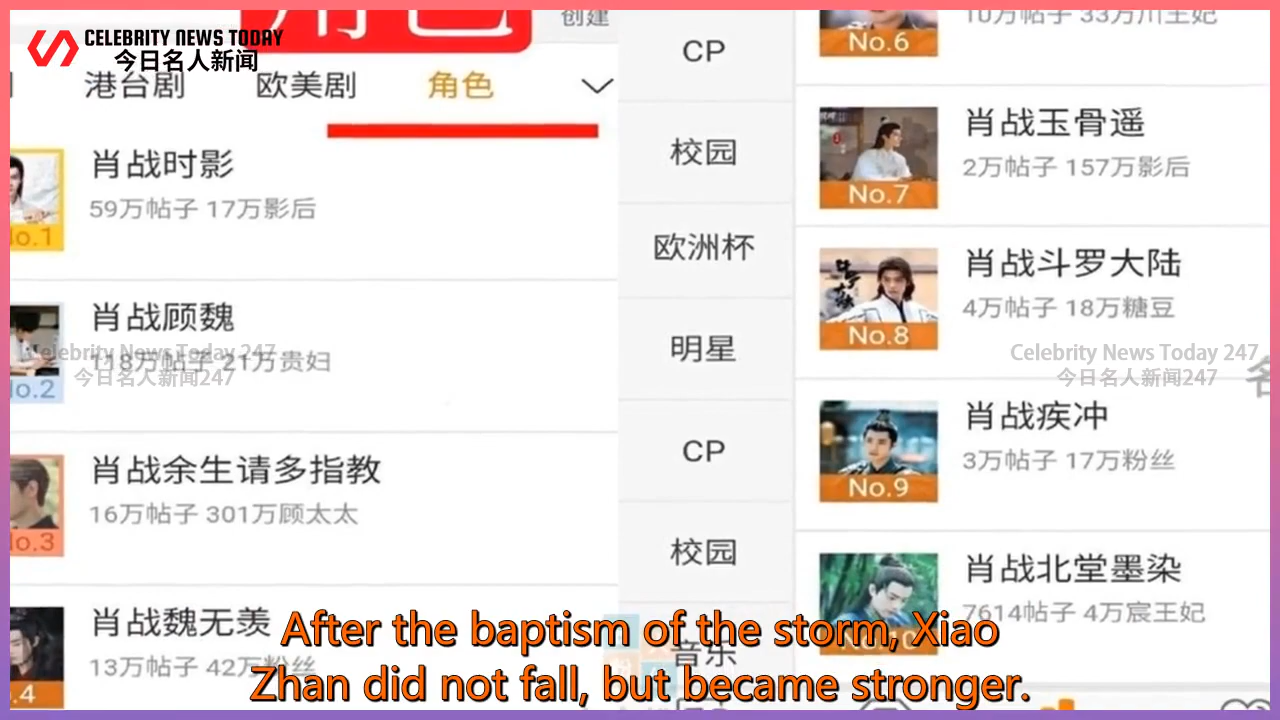 角色
创建
CELEBRITY NEWS TODAY
今日名人新闻
港台剧
欧美剧
角色
肖战时影
59万帖子 17万影后
No.1
肖战顾魏
118万帖子 21万贵妇
No.2
肖战余生请多指教
16万帖子 301万顾太太
No.3
肖战魏无羡
13万帖子 42万粉丝
.4
CP
校园
欧洲杯
明星
CP
校园
音乐
10万帖子 33万川王妃
No.6
肖战玉骨遥
2万帖子 157万影后
No.7
肖战斗罗大陆
4万帖子 18万糖豆
No.8
肖战疾冲
3万帖子 17万粉丝
No.9
肖战北堂墨染
7614帖子 4万宸王妃
No.10
Celebrity News Today 247
今日名人新闻247
Celebrity News Today 247
今日名人新闻247
After the baptism of the storm, Xiao
Zhan did not fall, but became stronger.